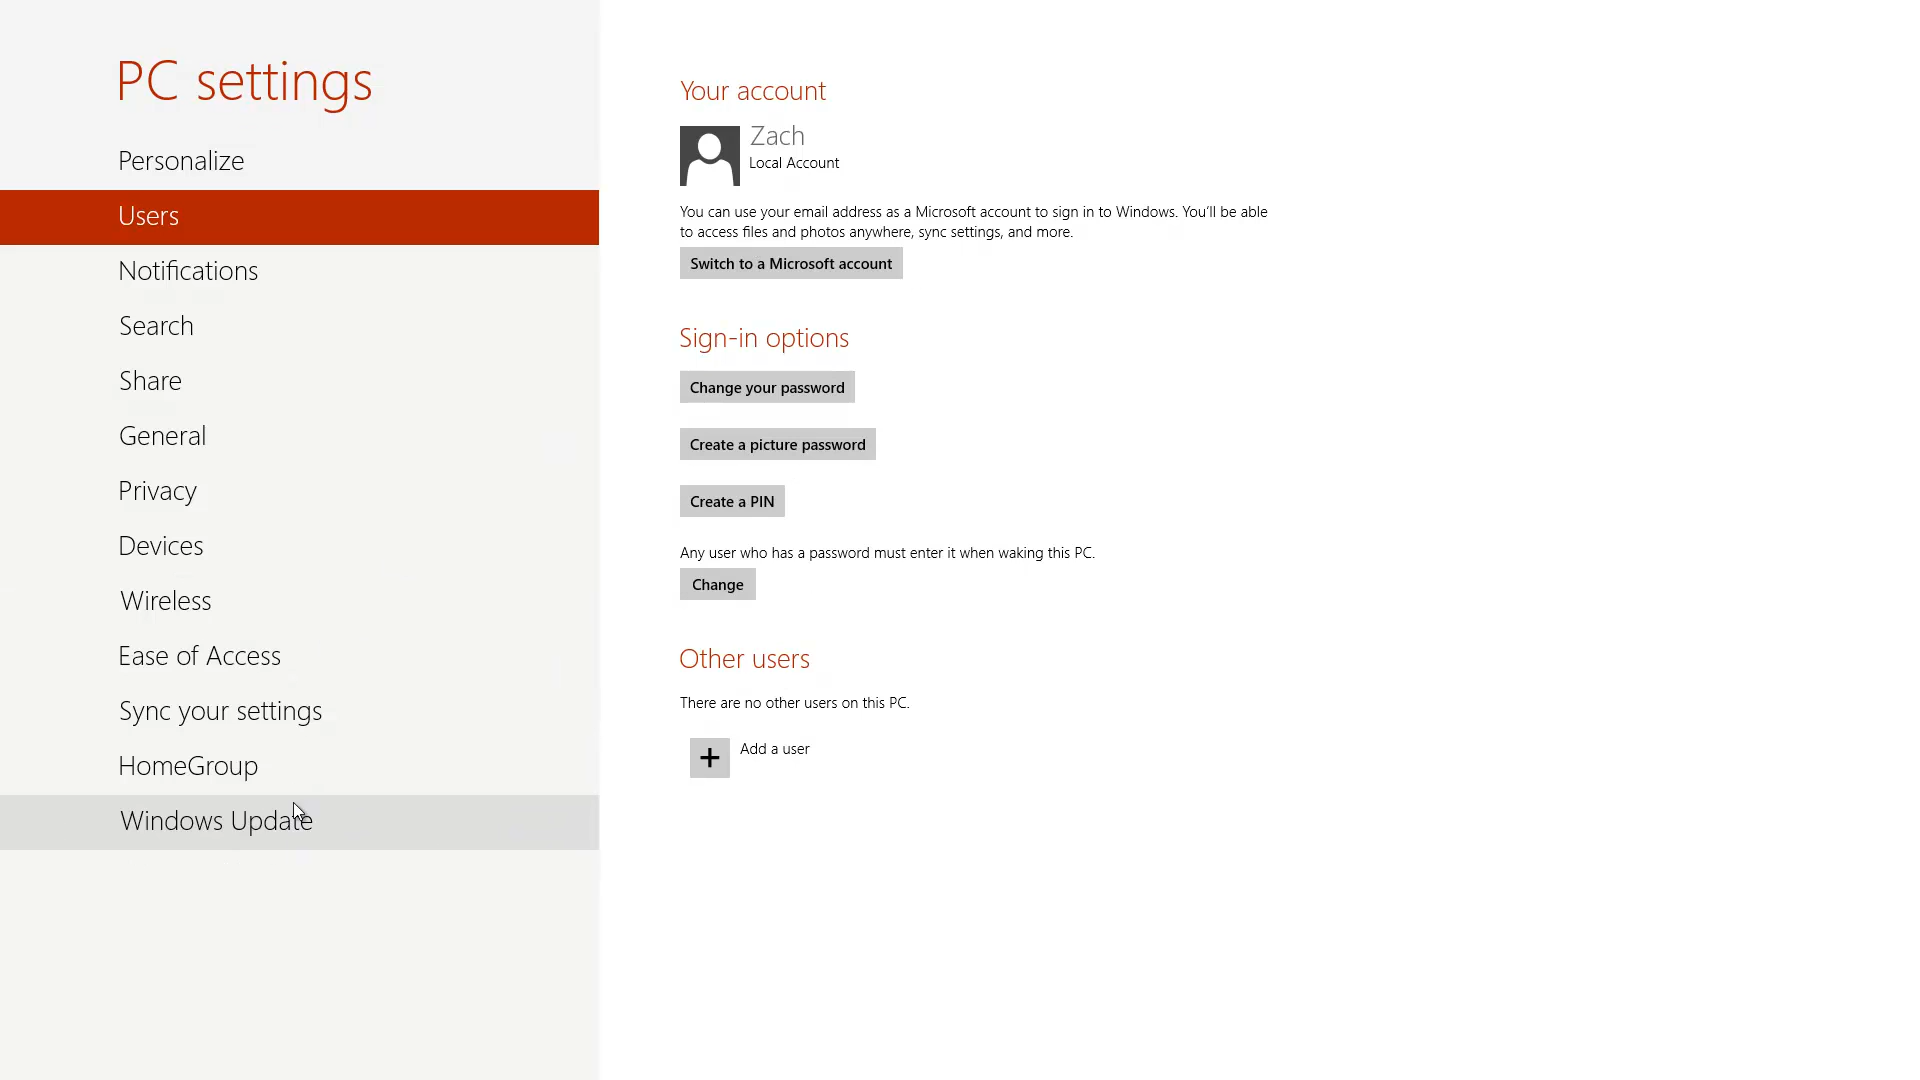 PC settings
Personalize
Users
Notifications
Search
Share
General
Privacy
Devices
Wireless
Ease of Access
Sync your settings
HomeGroup
Windows Update
Your account
Zach
Local Account
You can use your email address as a Microsoft account to sign in to Windows. You'll be able
to access files and photos anywhere, sync settings, and more.
Switch to a Microsoft account
Sign-in options
Change your password
Create a picture password
Create a PIN
Any user who has a password must enter it when waking this PC.
Change
Other users
There are no other users on this PC.
Add a user